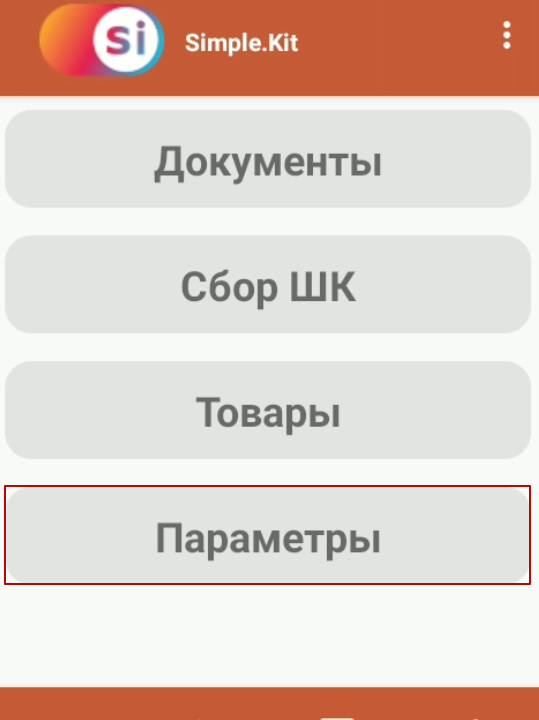 si Simple.Kit
Документы
Сбор ШК
Товары
Параметры